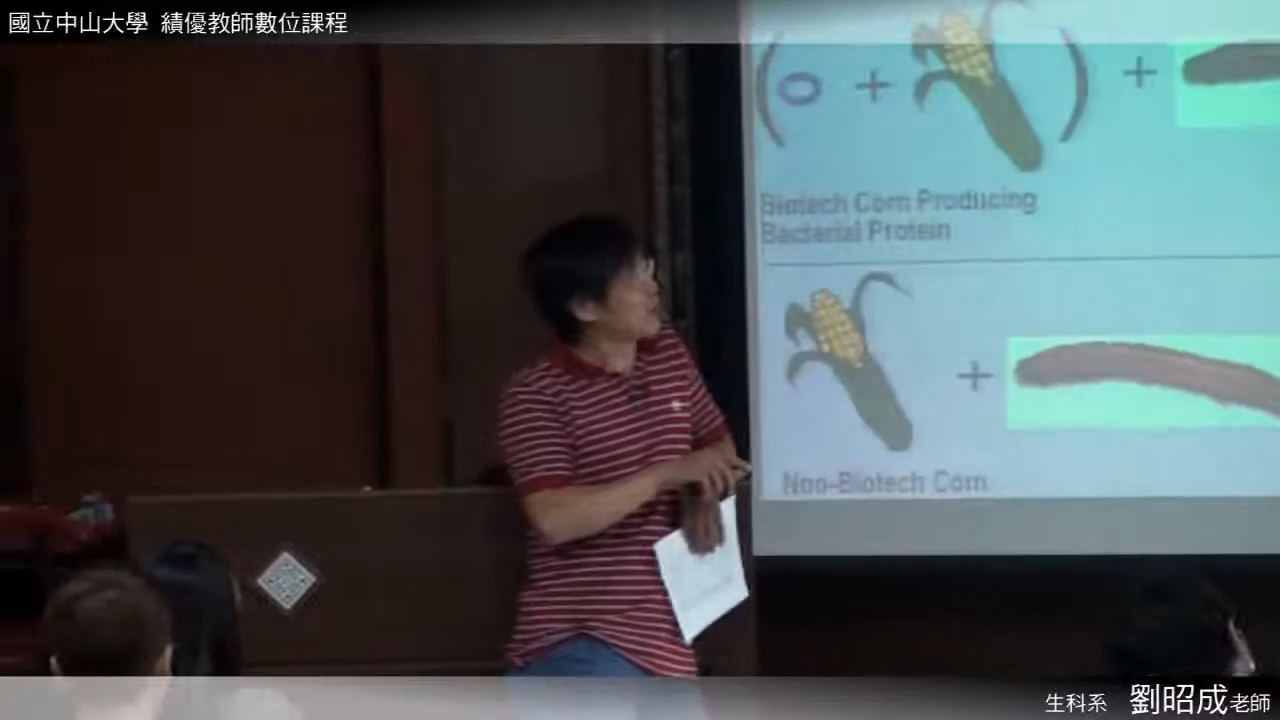 國立中山大學 績優教師數位課程
Biotech Corn Producing
Bacterial Protein
Non-Biotech Corn
生科系 劉昭成老師